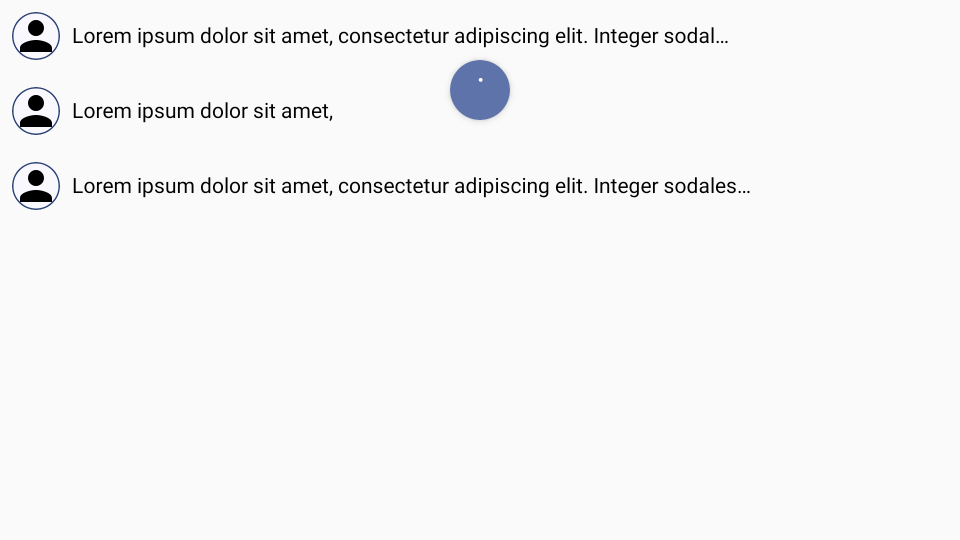 Lorem ipsum dolor sit amet, consectetur adipiscing elit. Integer sodal…
Lorem ipsum dolor sit amet,
Lorem ipsum dolor sit amet, consectetur adipiscing elit. Integer sodales…